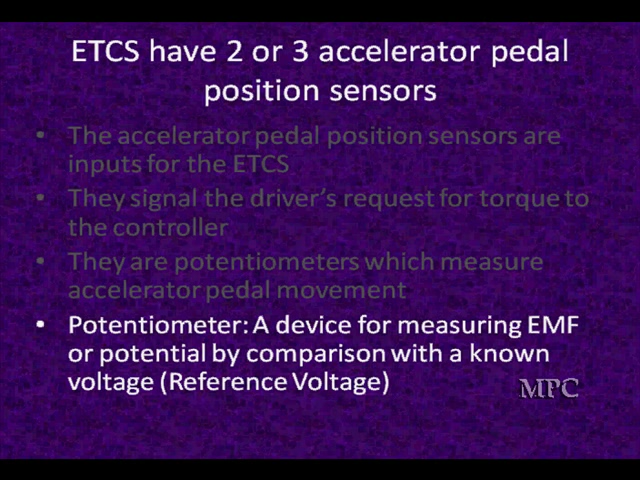 ETCS have 2 or 3 accelerator pedal
position sensors
• The accelerator pedal position sensors are
inputs for the ETCS
• They signal the driver's request for torque to
the controller
• They are potentiometers which measure
accelerator pedal movement
• Potentiometer: A device for measuring EMF
or potential by comparison with a known
voltage (Reference Voltage)
MPC